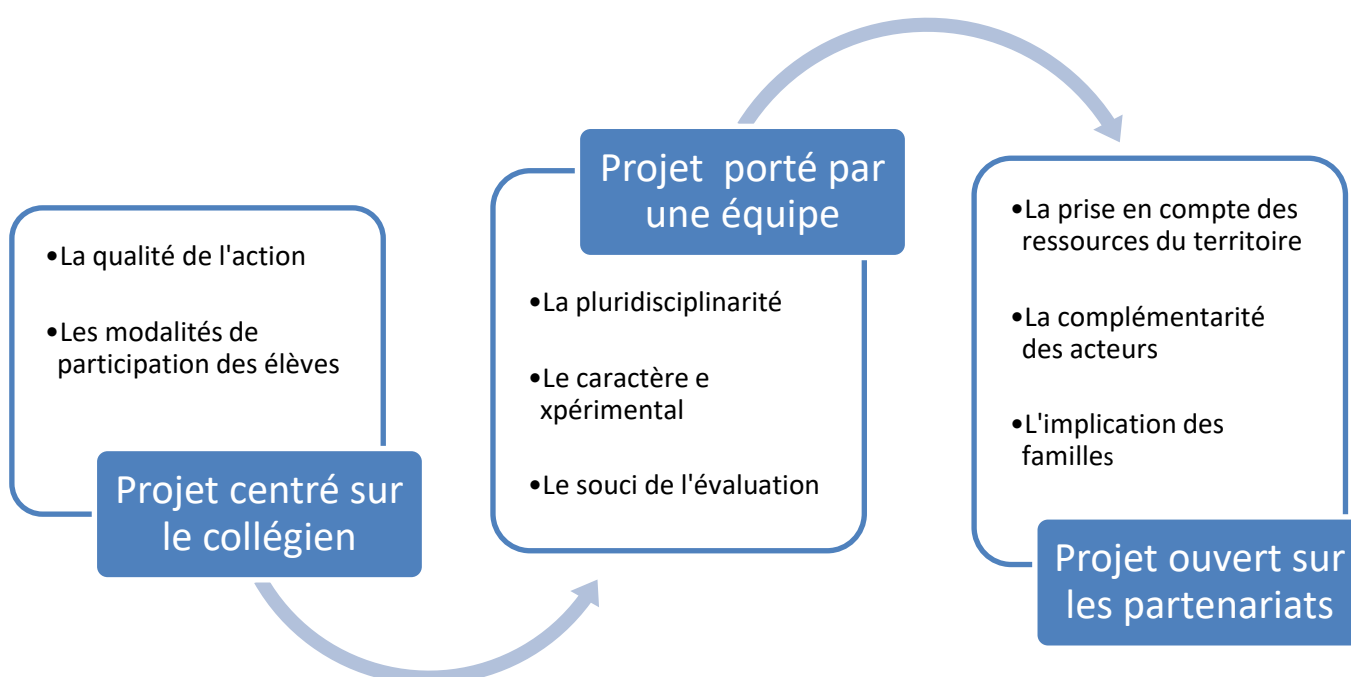 •La qualité de l'action
•Les modalités de
participation des élèves
Projet centré sur
le collégien
Projet porté par
une équipe
•La pluridisciplinarité
•Le caractère e
xpérimental
•Le souci de l'évaluation
•La prise en compte des
ressources du territoire
•La complémentarité
des acteurs
•L'implication des
familles
Projet ouvert sur
les partenariats